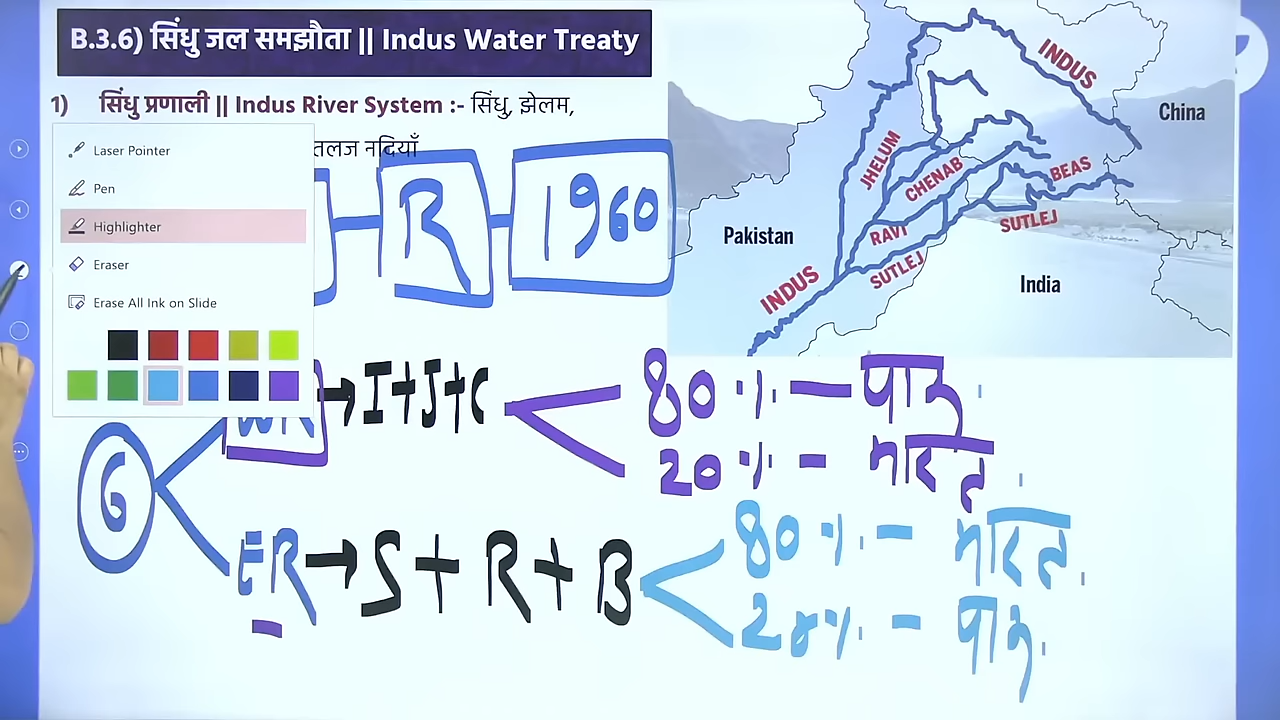 B.3.6) सिंधु जल समझौता || Indus Water Treaty
1) सिंधु प्रणाली || Indus River System :- सिंधु, झेलम,
तलज नदियाँ
Laser Pointer
Pen
Highlighter
Eraser
Erase All Ink on Slide
R - 1960
INDUS
China
JHELUM
CHENAB
BEAS
Pakistan
RAVI
SUTLEJ
SUTLEJ
INDUS
India
6
WR → I+J+C
80 % — पाक.
20 % - भारत.
ER → S + R + B
80 %. - भारत.
20 %. - पाक.